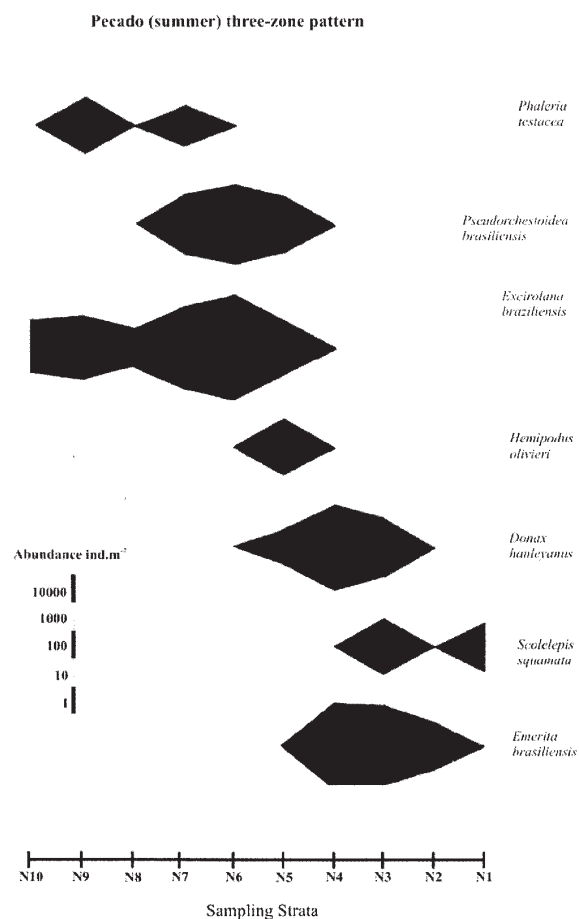 Pecado (summer) three-zone pattern
Phaleria
testacea
Pseudorchestoidea
brasiliensis
Excirolana
braziliensis
Hemipodus
olivieri
Donax
hanleyanus
Abundance ind.m⁻²
10000
1000
100
10
1
Scolelepis
squamata
Emerita
brasiliensis
N10 N9 N8 N7 N6 N5 N4 N3 N2 N1
Sampling Strata